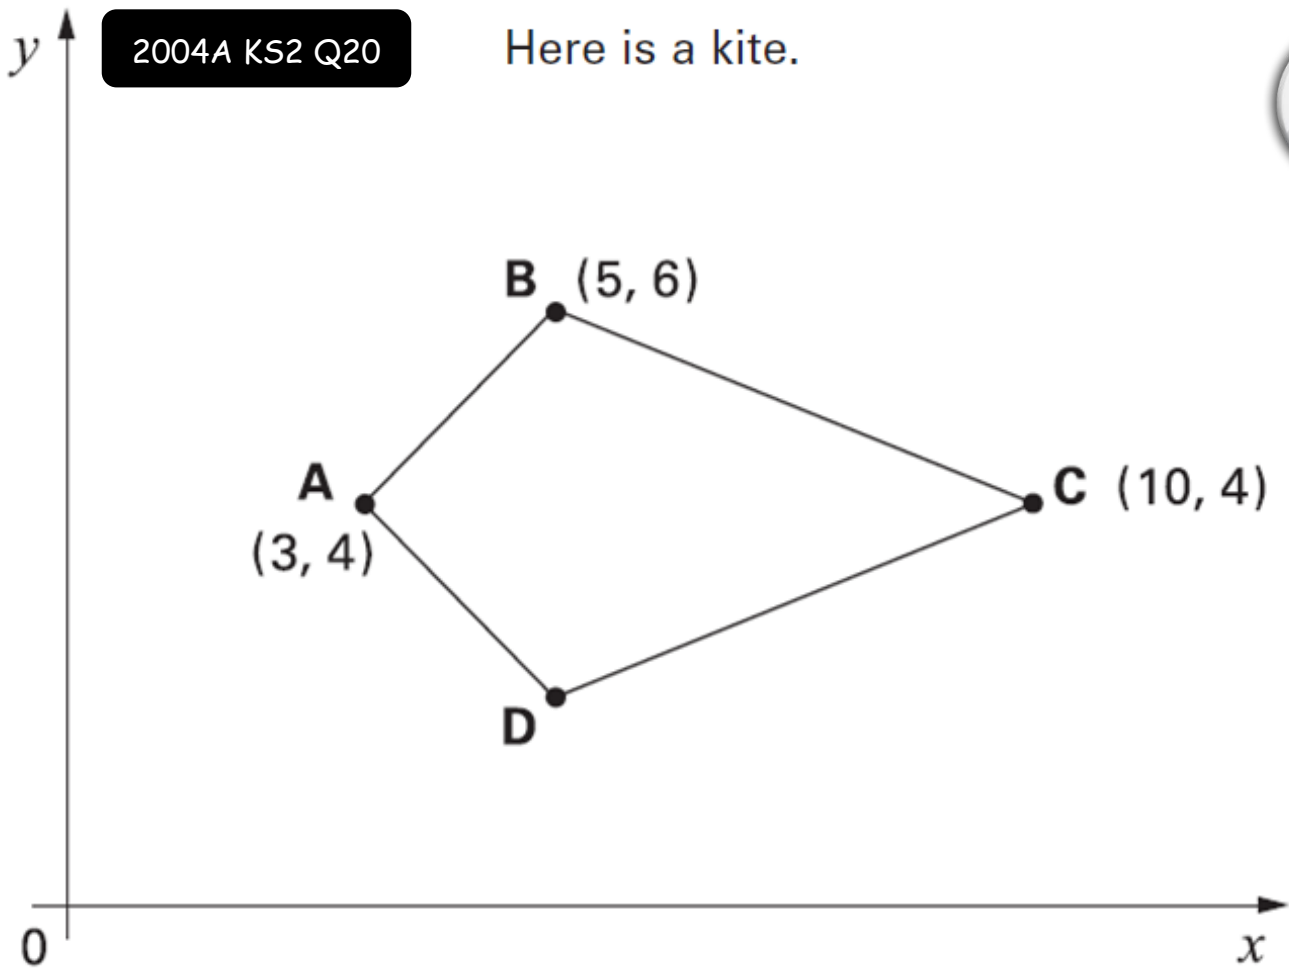 y
2004A KS2 Q20
Here is a kite.
B (5, 6)
A
C (10, 4)
(3, 4)
D
0
x